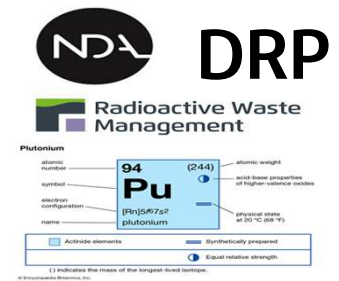 NDA
DRP
Radioactive Waste
Management
Plutonium
atomic number
94
(244)
atomic weight
symbol
Pu
acid-base properties of higher-valence oxides
electron configuration
[Rn]5f⁶7s²
physical state at 20 °C (68 °F)
name
plutonium
Actinide elements
Synthetically prepared
Equal relative strength
( ) indicates the mass of the longest-lived isotope.
© Encyclopædia Britannica, Inc.